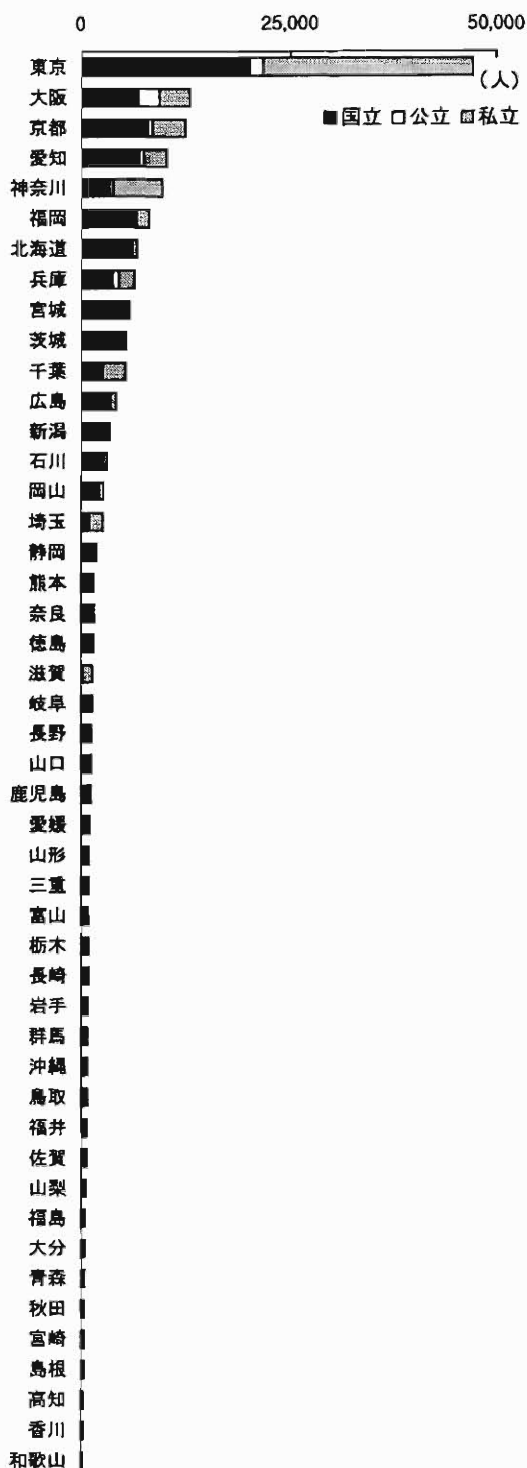 0 25,000 50,000
東京
(人)
大阪
■国立 □公立 ▩私立
京都
愛知
神奈川
福岡
北海道
兵庫
宮城
茨城
千葉
広島
新潟
石川
岡山
埼玉
静岡
熊本
奈良
徳島
滋賀
岐阜
長野
山口
鹿児島
愛媛
山形
三重
富山
栃木
長崎
岩手
群馬
沖縄
鳥取
福井
佐賀
山梨
福島
大分
青森
秋田
宮崎
島根
高知
香川
和歌山